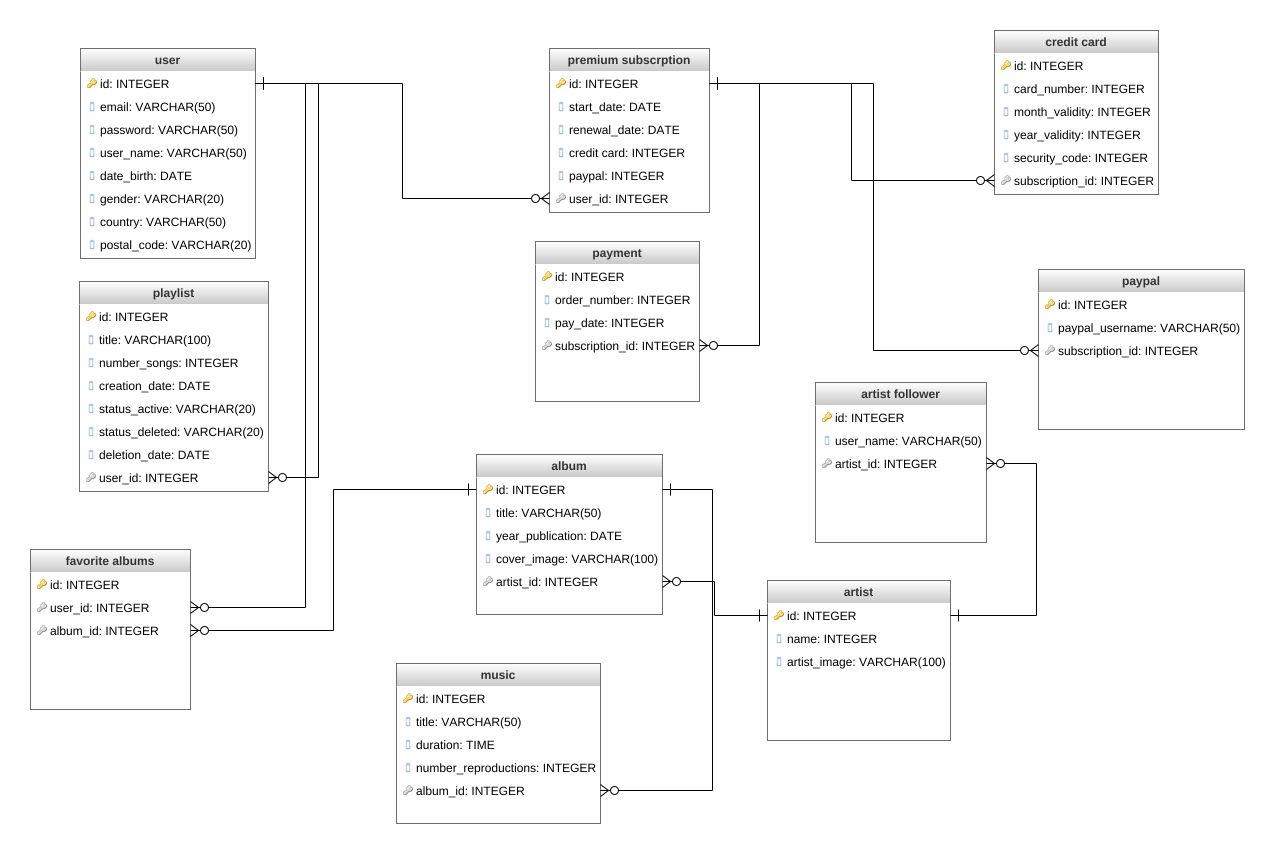 user
id: INTEGER
email: VARCHAR(50)
password: VARCHAR(50)
user_name: VARCHAR(50)
date_birth: DATE
gender: VARCHAR(20)
country: VARCHAR(50)
postal_code: VARCHAR(20)
premium subscrption
id: INTEGER
start_date: DATE
renewal_date: DATE
credit card: INTEGER
paypal: INTEGER
user_id: INTEGER
credit card
id: INTEGER
card_number: INTEGER
month_validity: INTEGER
year_validity: INTEGER
security_code: INTEGER
subscription_id: INTEGER
playlist
id: INTEGER
title: VARCHAR(100)
number_songs: INTEGER
creation_date: DATE
status_active: VARCHAR(20)
status_deleted: VARCHAR(20)
deletion_date: DATE
user_id: INTEGER
payment
id: INTEGER
order_number: INTEGER
pay_date: INTEGER
subscription_id: INTEGER
paypal
id: INTEGER
paypal_username: VARCHAR(50)
subscription_id: INTEGER
artist follower
id: INTEGER
user_name: VARCHAR(50)
artist_id: INTEGER
album
id: INTEGER
title: VARCHAR(50)
year_publication: DATE
cover_image: VARCHAR(100)
artist_id: INTEGER
favorite albums
id: INTEGER
user_id: INTEGER
album_id: INTEGER
artist
id: INTEGER
name: INTEGER
artist_image: VARCHAR(100)
music
id: INTEGER
title: VARCHAR(50)
duration: TIME
number_reproductions: INTEGER
album_id: INTEGER